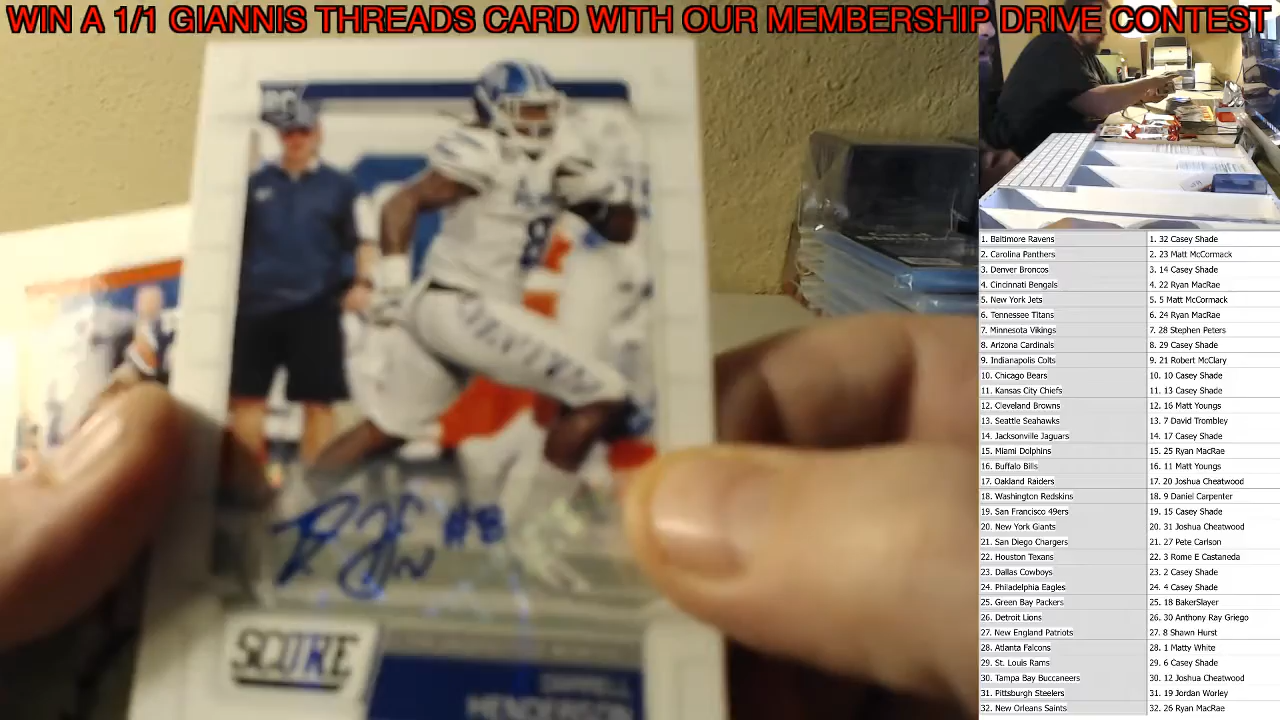 WIN A 1/1 GIANNIS THREADS CARD WITH OUR MEMBERSHIP DRIVE CONTEST
RC
8
#8
SCORE
DARRELL
HENDERSON
1. Baltimore Ravens 1. 32 Casey Shade
2. Carolina Panthers 2. 23 Matt McCormack
3. Denver Broncos 3. 14 Casey Shade
4. Cincinnati Bengals 4. 22 Ryan MacRae
5. New York Jets 5. 5 Matt McCormack
6. Tennessee Titans 6. 24 Ryan MacRae
7. Minnesota Vikings 7. 28 Stephen Peters
8. Arizona Cardinals 8. 29 Casey Shade
9. Indianapolis Colts 9. 21 Robert McClary
10. Chicago Bears 10. 10 Casey Shade
11. Kansas City Chiefs 11. 13 Casey Shade
12. Cleveland Browns 12. 16 Matt Youngs
13. Seattle Seahawks 13. 7 David Trombley
14. Jacksonville Jaguars 14. 17 Casey Shade
15. Miami Dolphins 15. 25 Ryan MacRae
16. Buffalo Bills 16. 11 Matt Youngs
17. Oakland Raiders 17. 20 Joshua Cheatwood
18. Washington Redskins 18. 9 Daniel Carpenter
19. San Francisco 49ers 19. 15 Casey Shade
20. New York Giants 20. 31 Joshua Cheatwood
21. San Diego Chargers 21. 27 Pete Carlson
22. Houston Texans 22. 3 Rome E Castaneda
23. Dallas Cowboys 23. 2 Casey Shade
24. Philadelphia Eagles 24. 4 Casey Shade
25. Green Bay Packers 25. 18 BakerSlayer
26. Detroit Lions 26. 30 Anthony Ray Griego
27. New England Patriots 27. 8 Shawn Hurst
28. Atlanta Falcons 28. 1 Matty White
29. St. Louis Rams 29. 6 Casey Shade
30. Tampa Bay Buccaneers 30. 12 Joshua Cheatwood
31. Pittsburgh Steelers 31. 19 Jordan Worley
32. New Orleans Saints 32. 26 Ryan MacRae